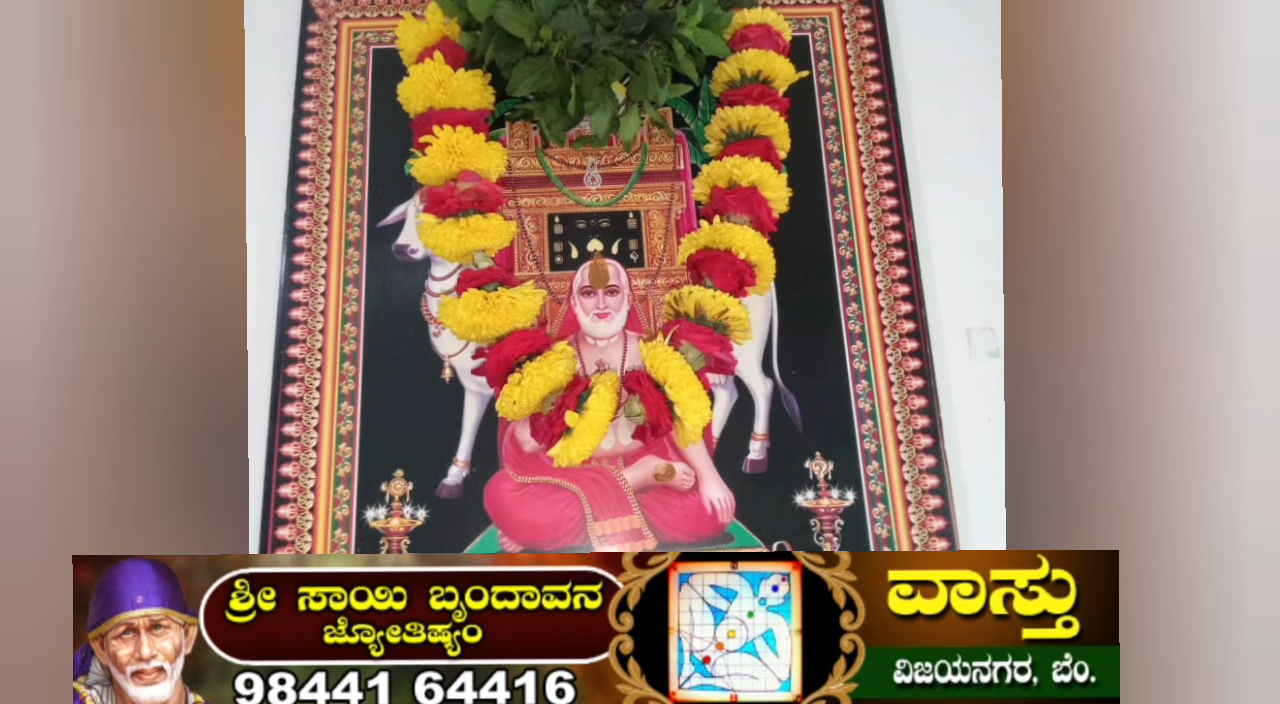 ಶ್ರೀ ಸಾಯಿ ಬೃಂದಾವನ
ಜ್ಯೋತಿಷ್ಯಂ
98441 64416
ವಾಸ್ತು
ವಿಜಯನಗರ, ಬೆಂ.